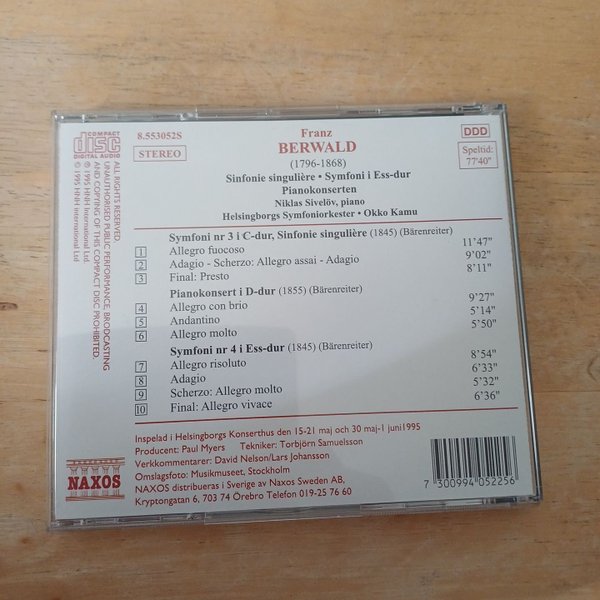 COMPACT
disc
DIGITAL AUDIO
8.553052S
STEREO
Franz
BERWALD
(1796-1868)
DDD
Speltid:
77'40"
Sinfonie singulière • Symfoni i Ess-dur
Pianokonserten
Niklas Sivelöv, piano
Helsingborgs Symfoniorkester • Okko Kamu
Symfoni nr 3 i C-dur, Sinfonie singulière (1845) (Bärenreiter)
1 Allegro fuocoso 11'47"
2 Adagio - Scherzo: Allegro assai - Adagio 9'02"
3 Final: Presto 8'11"
Pianokonsert i D-dur (1855) (Bärenreiter)
4 Allegro con brio 9'27"
5 Andantino 5'14"
6 Allegro molto 5'50"
Symfoni nr 4 i Ess-dur (1845) (Bärenreiter)
7 Allegro risoluto 8'54"
8 Adagio 6'33"
9 Scherzo: Allegro molto 5'32"
10 Final: Allegro vivace 6'36"
Inspelad i Helsingborgs Konserthus den 15-21 maj och 30 maj-1 juni1995
Producent: Paul Myers Tekniker: Torbjörn Samuelsson
Verkkommentarer: David Nelson/Lars Johansson
Omslagsfoto: Musikmuseet, Stockholm
NAXOS distribueras i Sverige av Naxos Sweden AB,
Kryptongatan 6, 703 74 Örebro Telefon 019-25 76 60
NAXOS
7 300994 052256
ALL RIGHTS RESERVED.
UNAUTHORISED PUBLIC PERFORMANCE, BRODCASTING
AND COPTING OF THIS COMPACT DISC PROHIBITED.
℗ 1995 HNH International Ltd.
© 1995 HNH international Ltd.